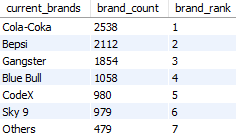 current_brands brand_count brand_rank
Cola-Coka 2538 1
Bepsi 2112 2
Gangster 1854 3
Blue Bull 1058 4
CodeX 980 5
Sky 9 979 6
Others 479 7